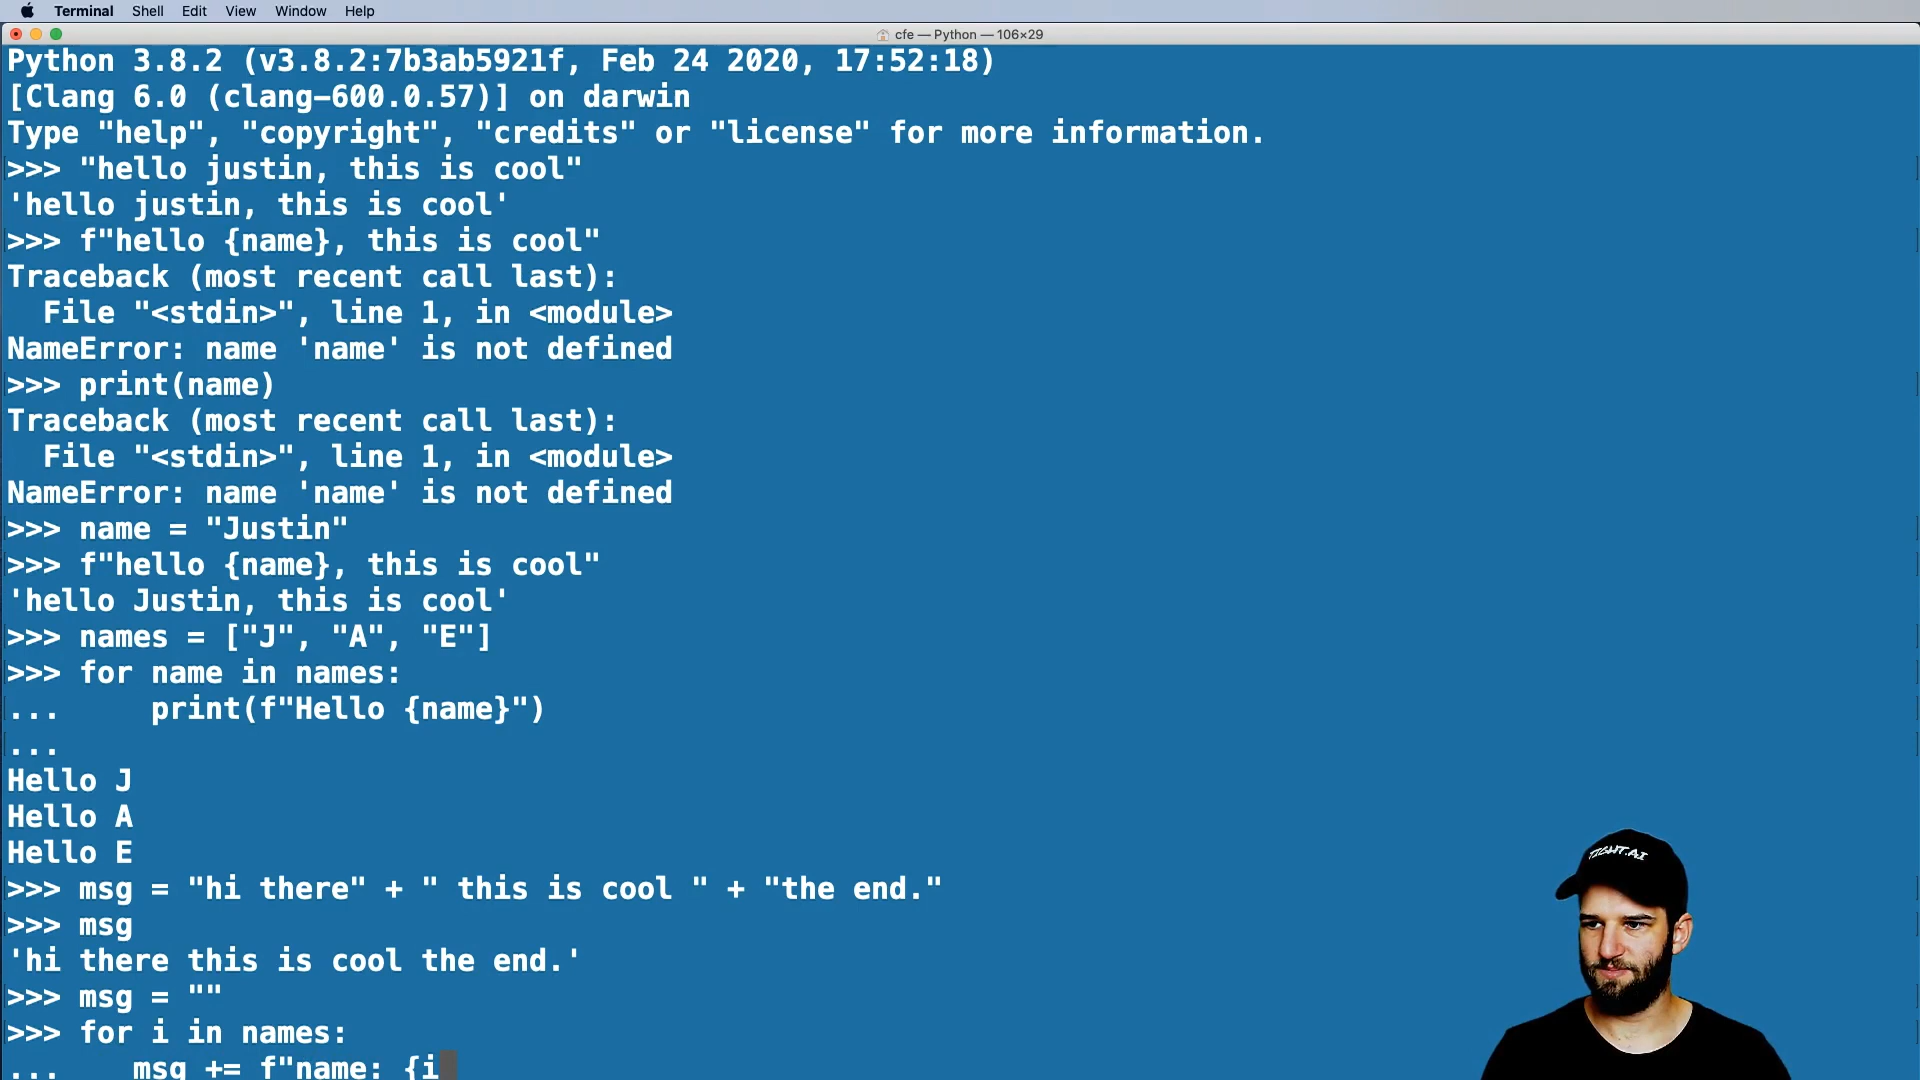 Terminal Shell Edit View Window Help
cfe — Python — 106×29
Python 3.8.2 (v3.8.2:7b3ab5921f, Feb 24 2020, 17:52:18)
[Clang 6.0 (clang-600.0.57)] on darwin
Type "help", "copyright", "credits" or "license" for more information.
>>> "hello justin, this is cool"
'hello justin, this is cool'
>>> f"hello {name}, this is cool"
Traceback (most recent call last):
  File "<stdin>", line 1, in <module>
NameError: name 'name' is not defined
>>> print(name)
Traceback (most recent call last):
  File "<stdin>", line 1, in <module>
NameError: name 'name' is not defined
>>> name = "Justin"
>>> f"hello {name}, this is cool"
'hello Justin, this is cool'
>>> names = ["J", "A", "E"]
>>> for name in names:
...     print(f"Hello {name}")
...
Hello J
Hello A
Hello E
>>> msg = "hi there" + " this is cool " + "the end."
>>> msg
'hi there this is cool the end.'
>>> msg = ""
>>> for i in names:
...    msg += f"name: {i
TIGHT.AI